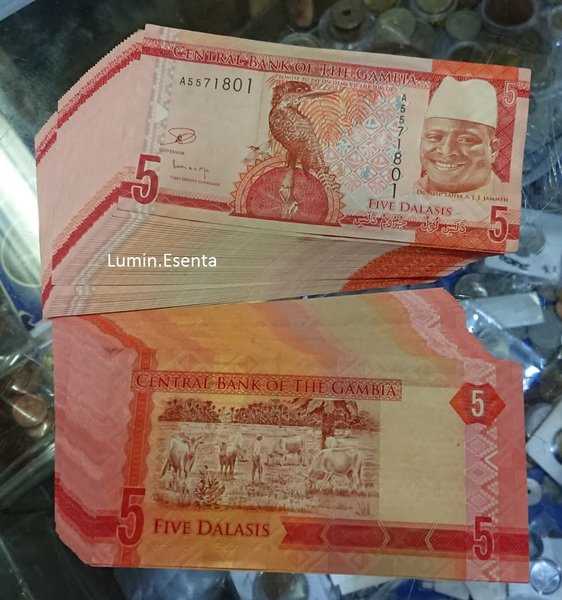 CENTRAL BANK OF THE GAMBIA
A5571801
A5571801
5
5
GOVERNOR
5
FIVE DALASIS
Lumin.Esenta
CENTRAL BANK OF THE GAMBIA
5
5
FIVE DALASIS
5